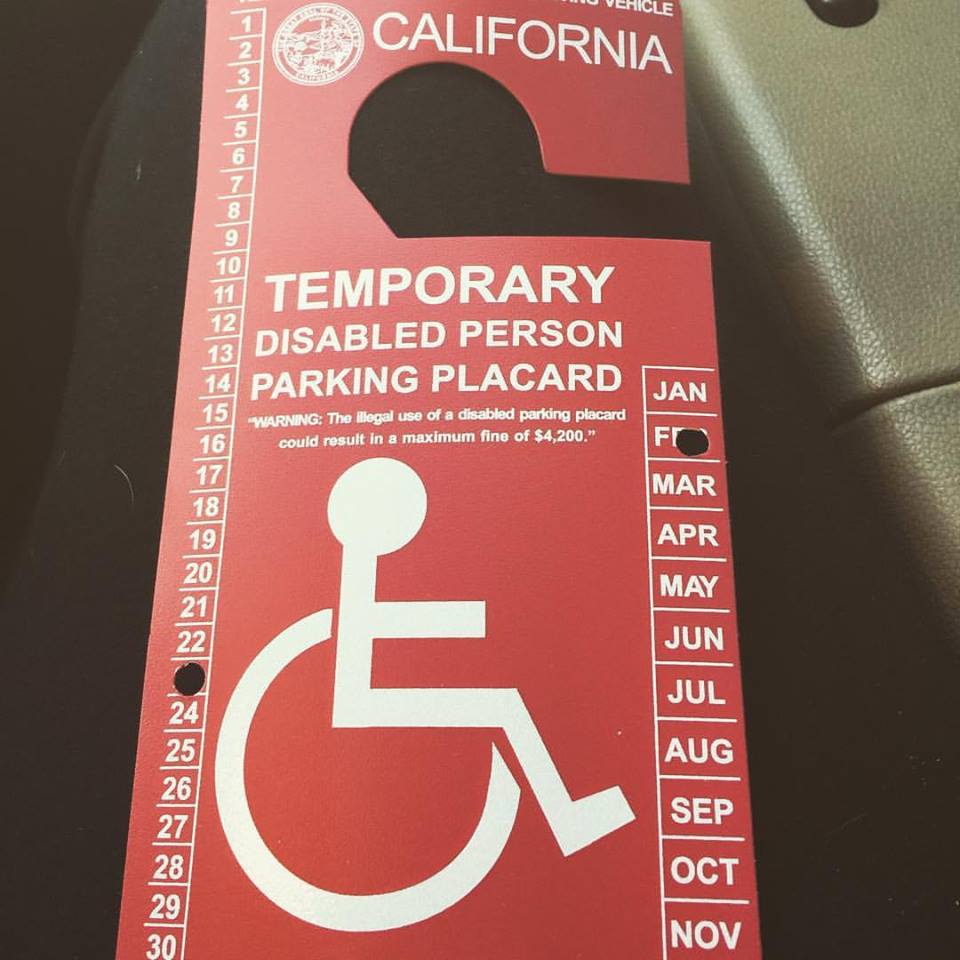 VEHICLE
CALIFORNIA
TEMPORARY
DISABLED PERSON
PARKING PLACARD
"WARNING: The illegal use of a disabled parking placard
could result in a maximum fine of $4,200."
1
2
3
4
5
6
7
8
9
10
11
12
13
14
15
16
17
18
19
20
21
22
24
25
26
27
28
29
30
JAN
MAR
APR
MAY
JUN
JUL
AUG
SEP
OCT
NOV